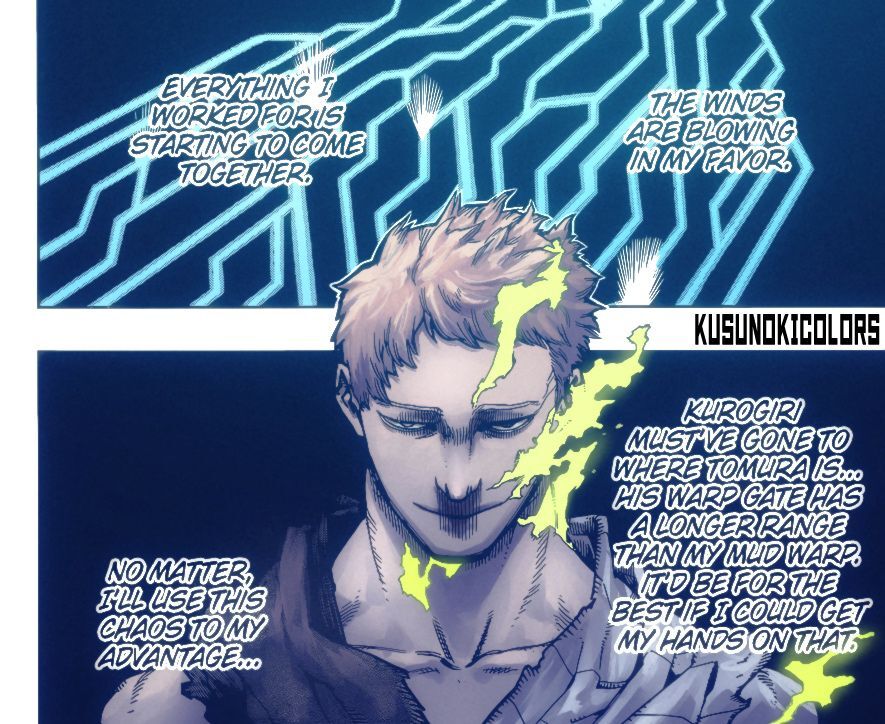 EVERYTHING I
WORKED FOR IS
STARTING TO COME
TOGETHER.
THE WINDS
ARE BLOWING
IN MY FAVOR.
KUSUNOKICOLORS
KUROGIRI
MUST'VE GONE TO
WHERE TOMURA IS...
HIS WARP GATE HAS
A LONGER RANGE
THAN MY MUD WARP.
IT'D BE FOR THE
BEST IF I COULD GET
MY HANDS ON THAT.
NO MATTER,
I'LL USE THIS
CHAOS TO MY
ADVANTAGE...